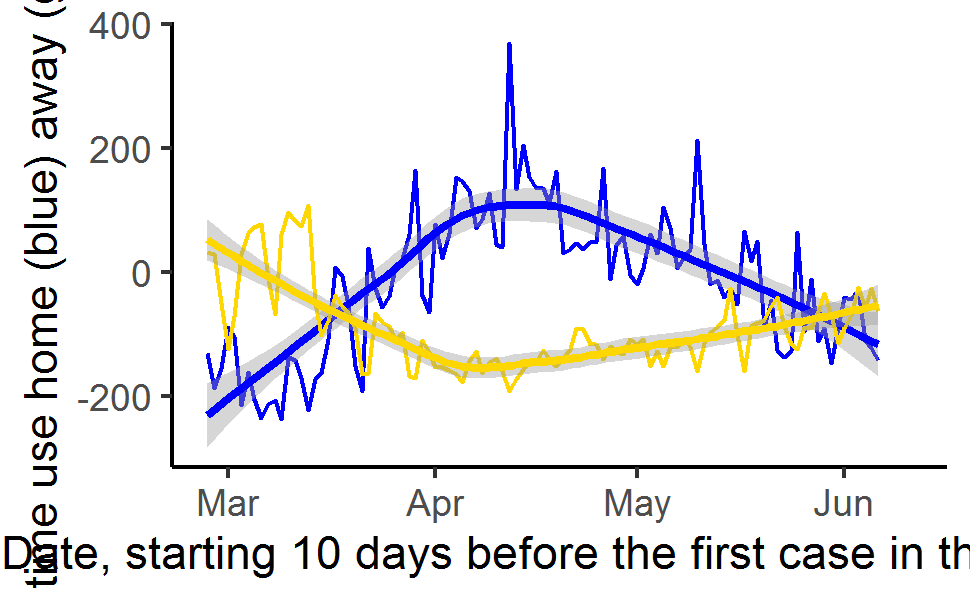 time use home (blue) away (
400
200
0
-200
Mar Apr May Jun
Date, starting 10 days before the first case in th